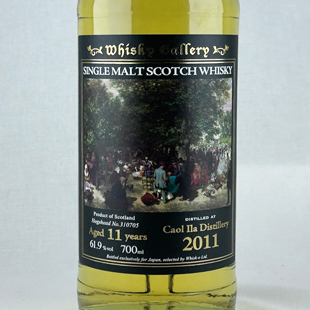 Whisky Gallery
SINGLE MALT SCOTCH WHISKY
Product of Scotland
Hogshead No.310705
Aged 11 years
61.9%vol 700ml
DISTILLED AT
Caol Ila Distillery
2011
Bottled exclusively for Japan, selected by Whisk-e Ltd.